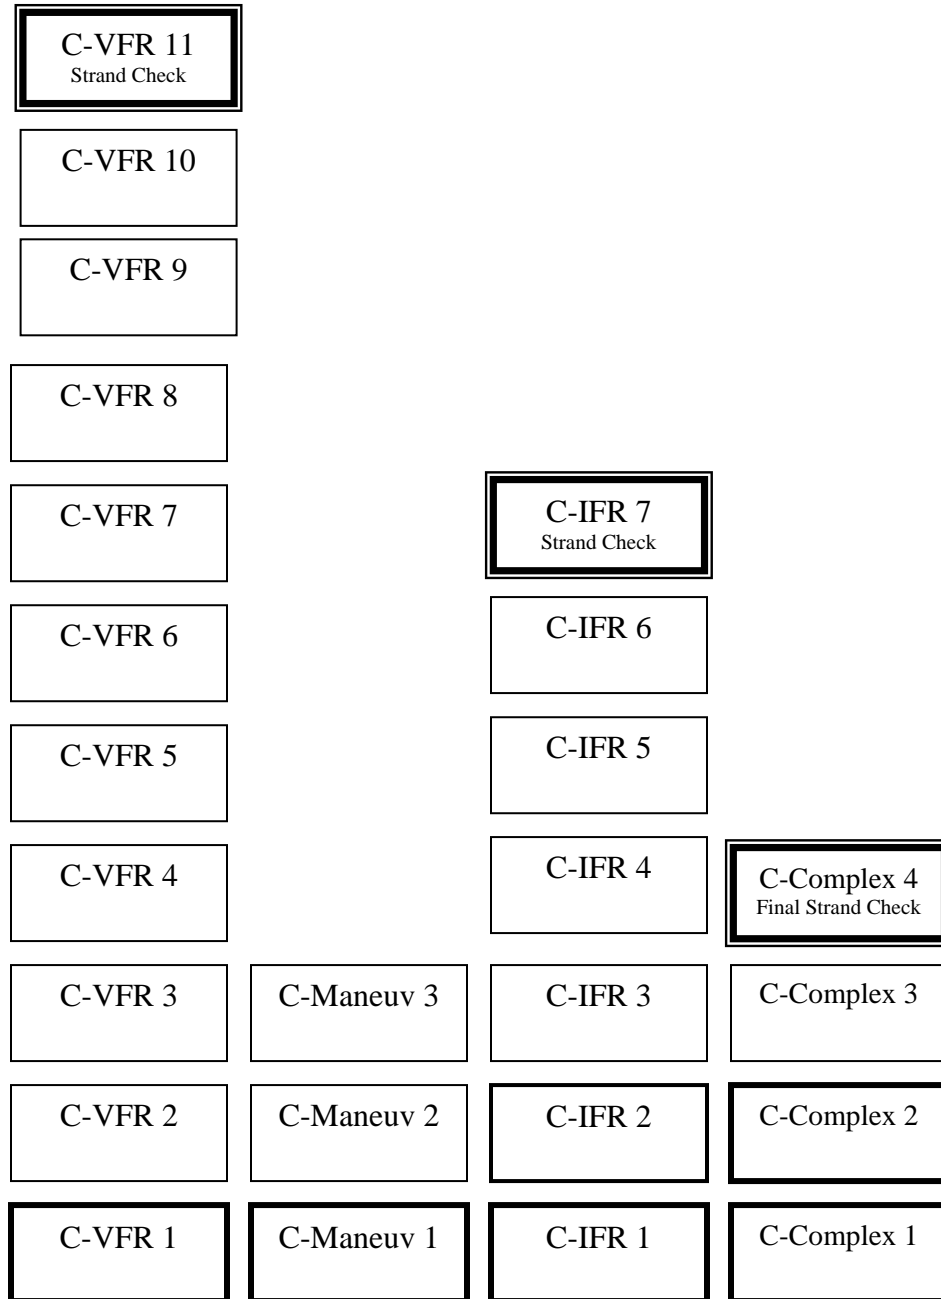 C-VFR 11
Strand Check
C-VFR 10
C-VFR 9
C-VFR 8
C-VFR 7
C-IFR 7
Strand Check
C-VFR 6
C-IFR 6
C-VFR 5
C-IFR 5
C-VFR 4
C-IFR 4
C-Complex 4
Final Strand Check
C-VFR 3
C-Maneuv 3
C-IFR 3
C-Complex 3
C-VFR 2
C-Maneuv 2
C-IFR 2
C-Complex 2
C-VFR 1
C-Maneuv 1
C-IFR 1
C-Complex 1